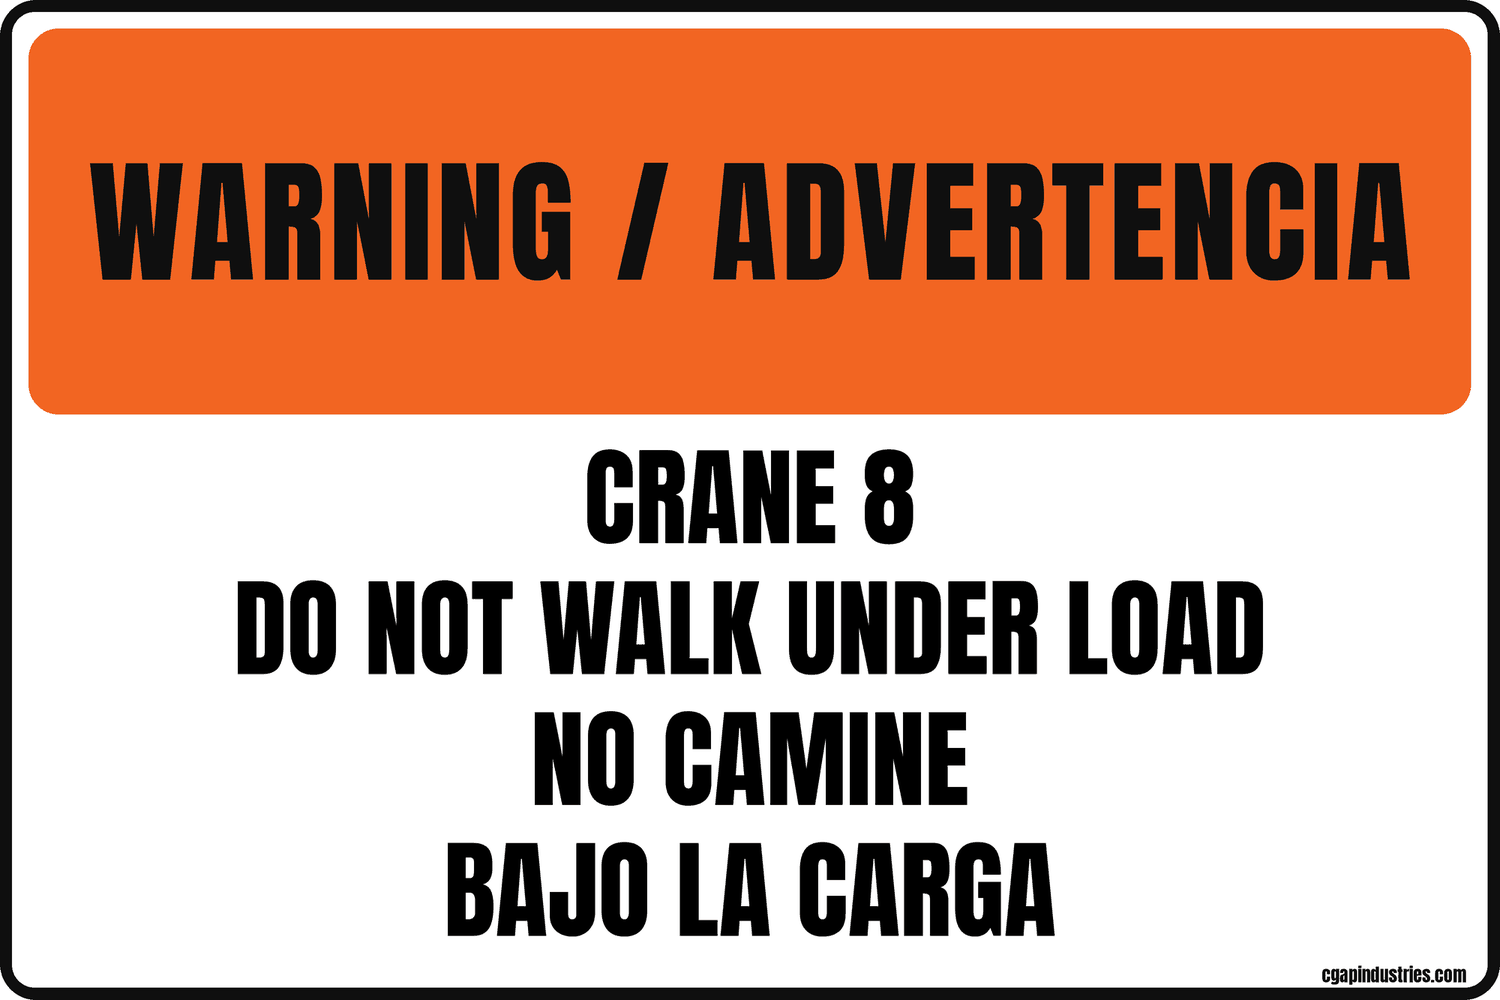 WARNING / ADVERTENCIA
CRANE 8
DO NOT WALK UNDER LOAD
NO CAMINE
BAJO LA CARGA
cgapindustries.com